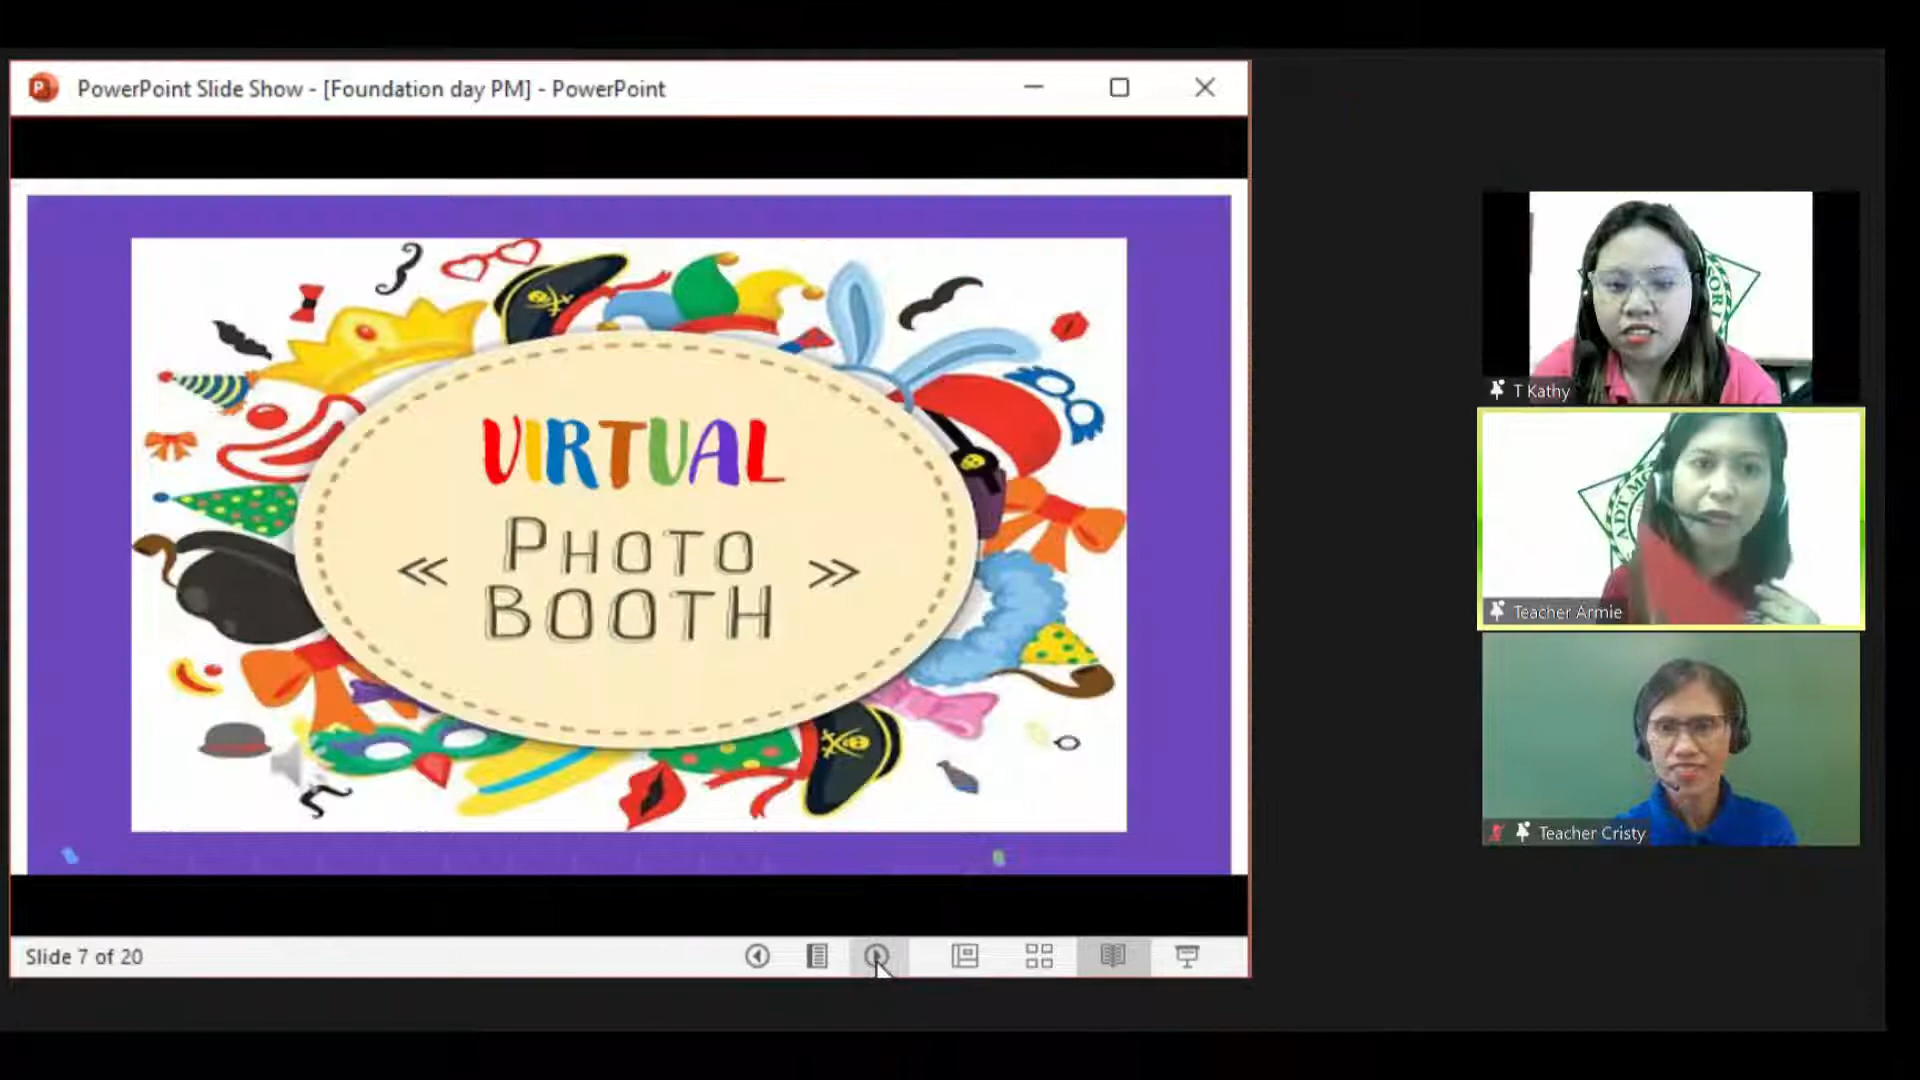 PowerPoint Slide Show - [Foundation day PM] - PowerPoint
VIRTUAL
PHOTO
« BOOTH »
Slide 7 of 20
T Kathy
Teacher Armie
Teacher Cristy